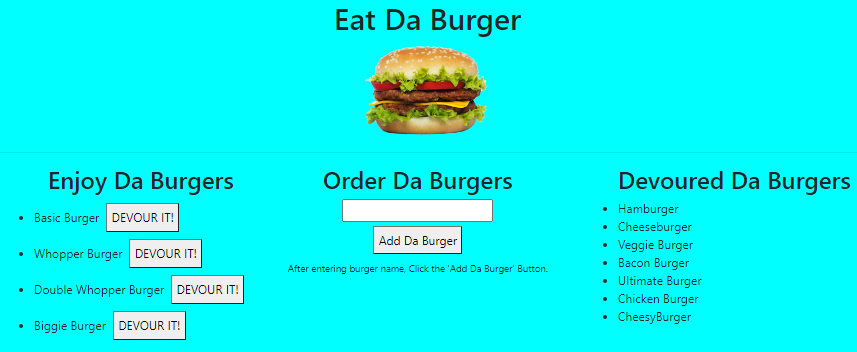 Eat Da Burger
Enjoy Da Burgers
Basic Burger DEVOUR IT!
Whopper Burger DEVOUR IT!
Double Whopper Burger DEVOUR IT!
Biggie Burger DEVOUR IT!
Order Da Burgers
Add Da Burger
After entering burger name, Click the 'Add Da Burger' Button.
Devoured Da Burgers
Hamburger
Cheeseburger
Veggie Burger
Bacon Burger
Ultimate Burger
Chicken Burger
CheesyBurger